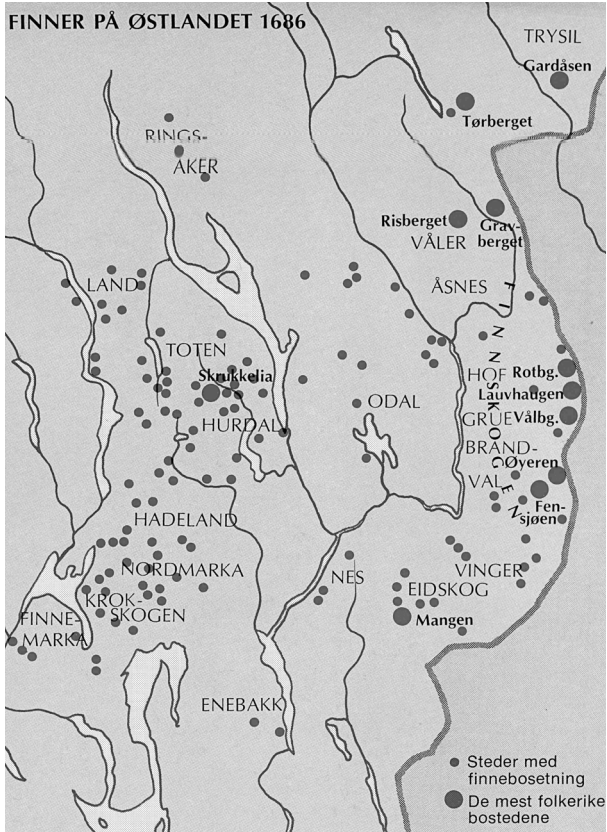 FINNER PÅ ØSTLANDET 1686
TRYSIL
Gardåsen
Tørberget
RINGS-
AKER
Risberget
Grav-
berget
VÅLER
LAND
ÅSNES
FINNSKOGEN
TOTEN
Skrukkelia
HOF
Rotbg.
Lauvhaugen
ODAL
HURDAL
GRUE
Vålbg.
BRAND-
VAL
Øyeren
Fen-
sjøen
HADELAND
NORDMARKA
NES
VINGER
EIDSKOG
KROK-
SKOGEN
FINNE-
MARKA
Mangen
ENEBAKK
Steder med
finnebosetning
De mest folkerike
bostedene